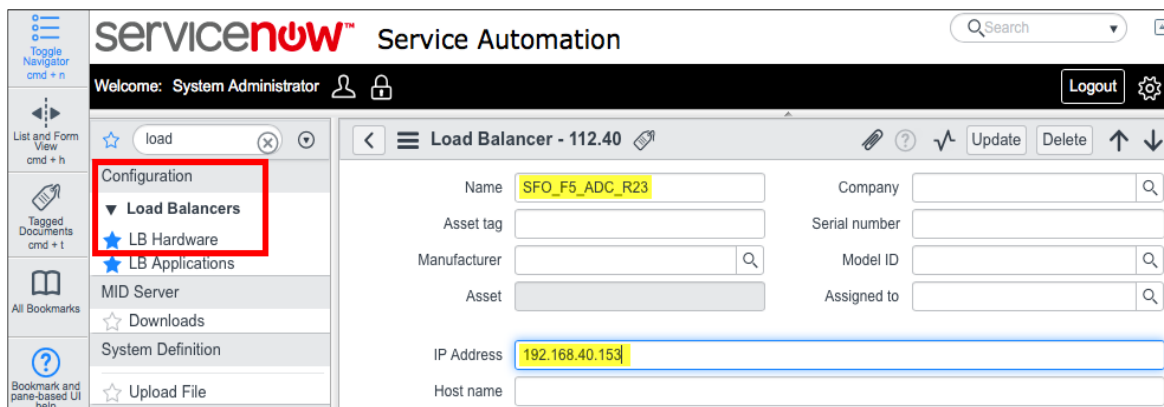 servicenow™ Service Automation
Search
Toggle
Navigator
cmd + n
Welcome: System Administrator
Logout
List and Form
View
cmd + h
load
Load Balancer - 112.40
Update
Delete
Configuration
Load Balancers
LB Hardware
LB Applications
MID Server
Downloads
System Definition
Upload File
Tagged
Documents
cmd + t
All Bookmarks
Bookmark and
pane-based UI
help
Name SFO_F5_ADC_R23
Company
Asset tag
Serial number
Manufacturer
Model ID
Asset
Assigned to
IP Address 192.168.40.153
Host name